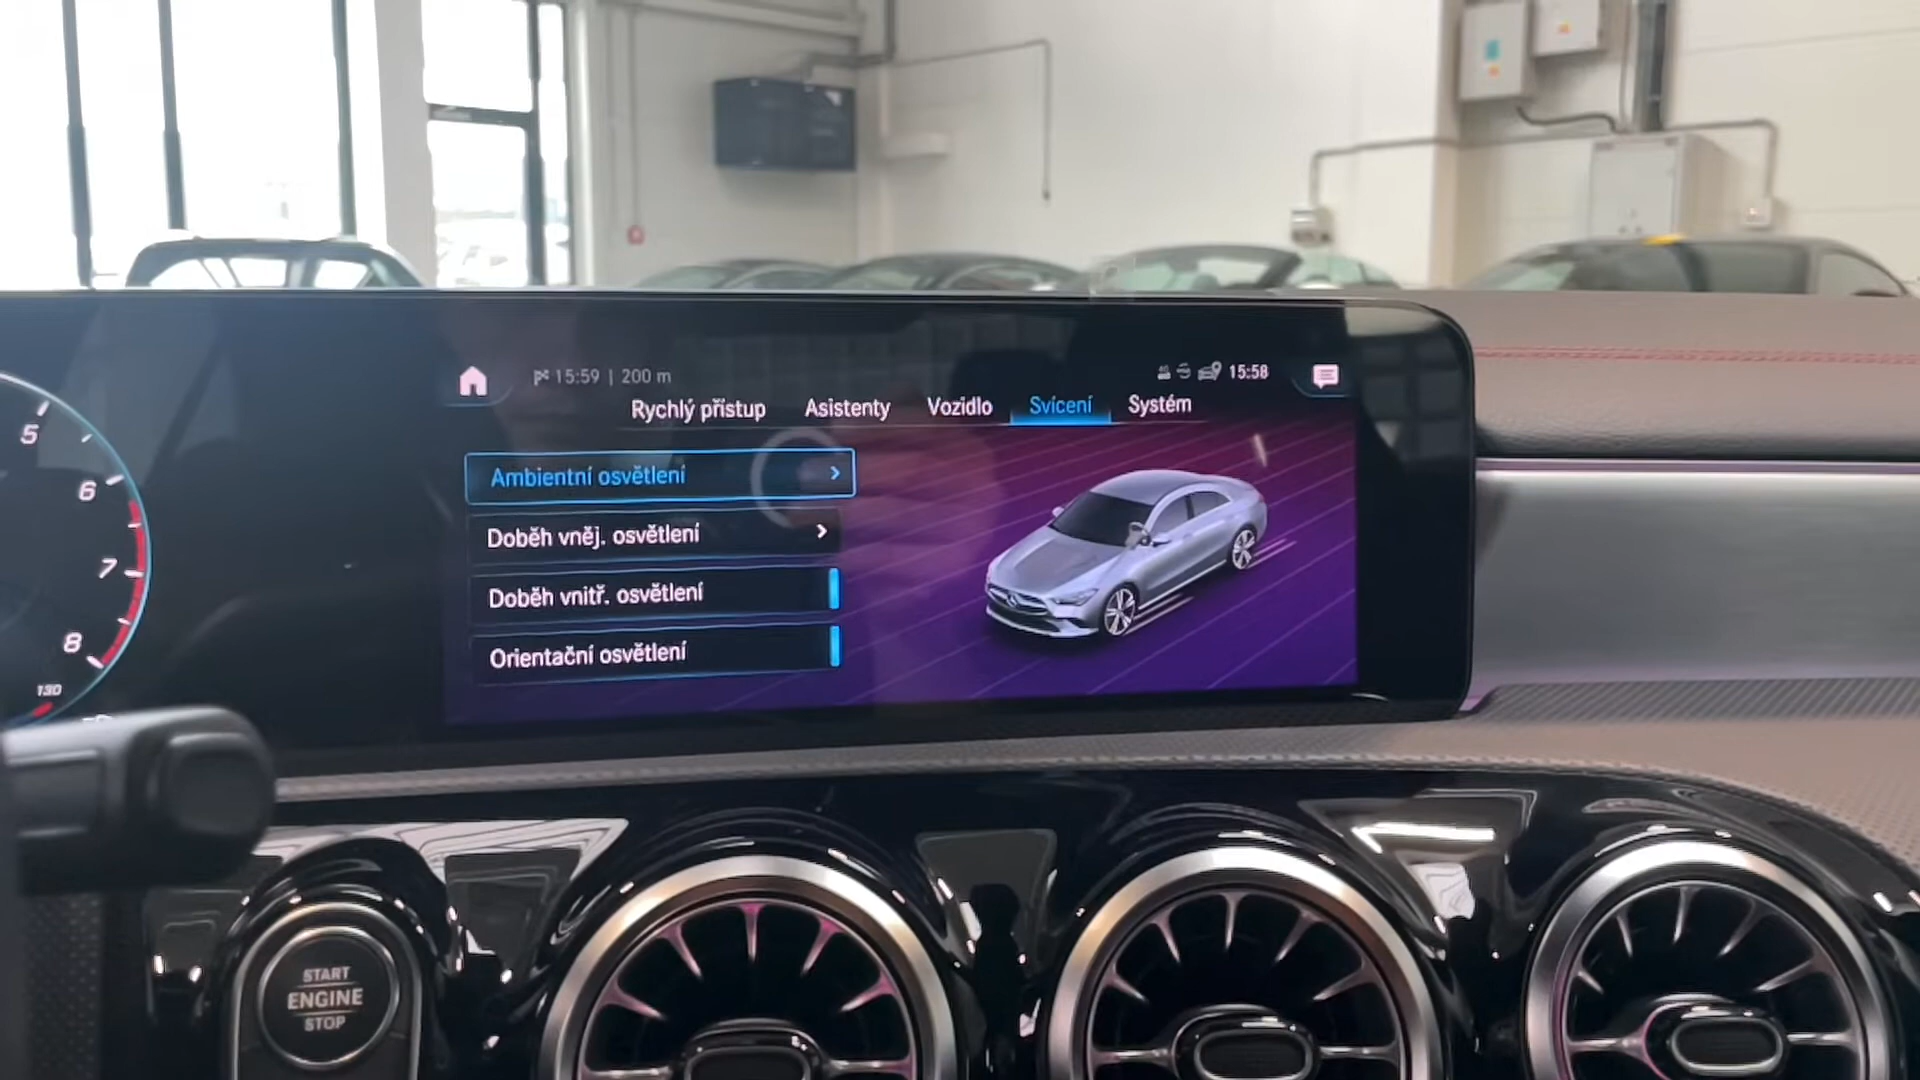 15:59 | 200 m
15:58
Rychlý přístup Asistenty Vozidlo Svícení Systém
Ambientní osvětlení
Doběh vněj. osvětlení
Doběh vnitř. osvětlení
Orientační osvětlení
5
6
7
8
130
START
ENGINE
STOP